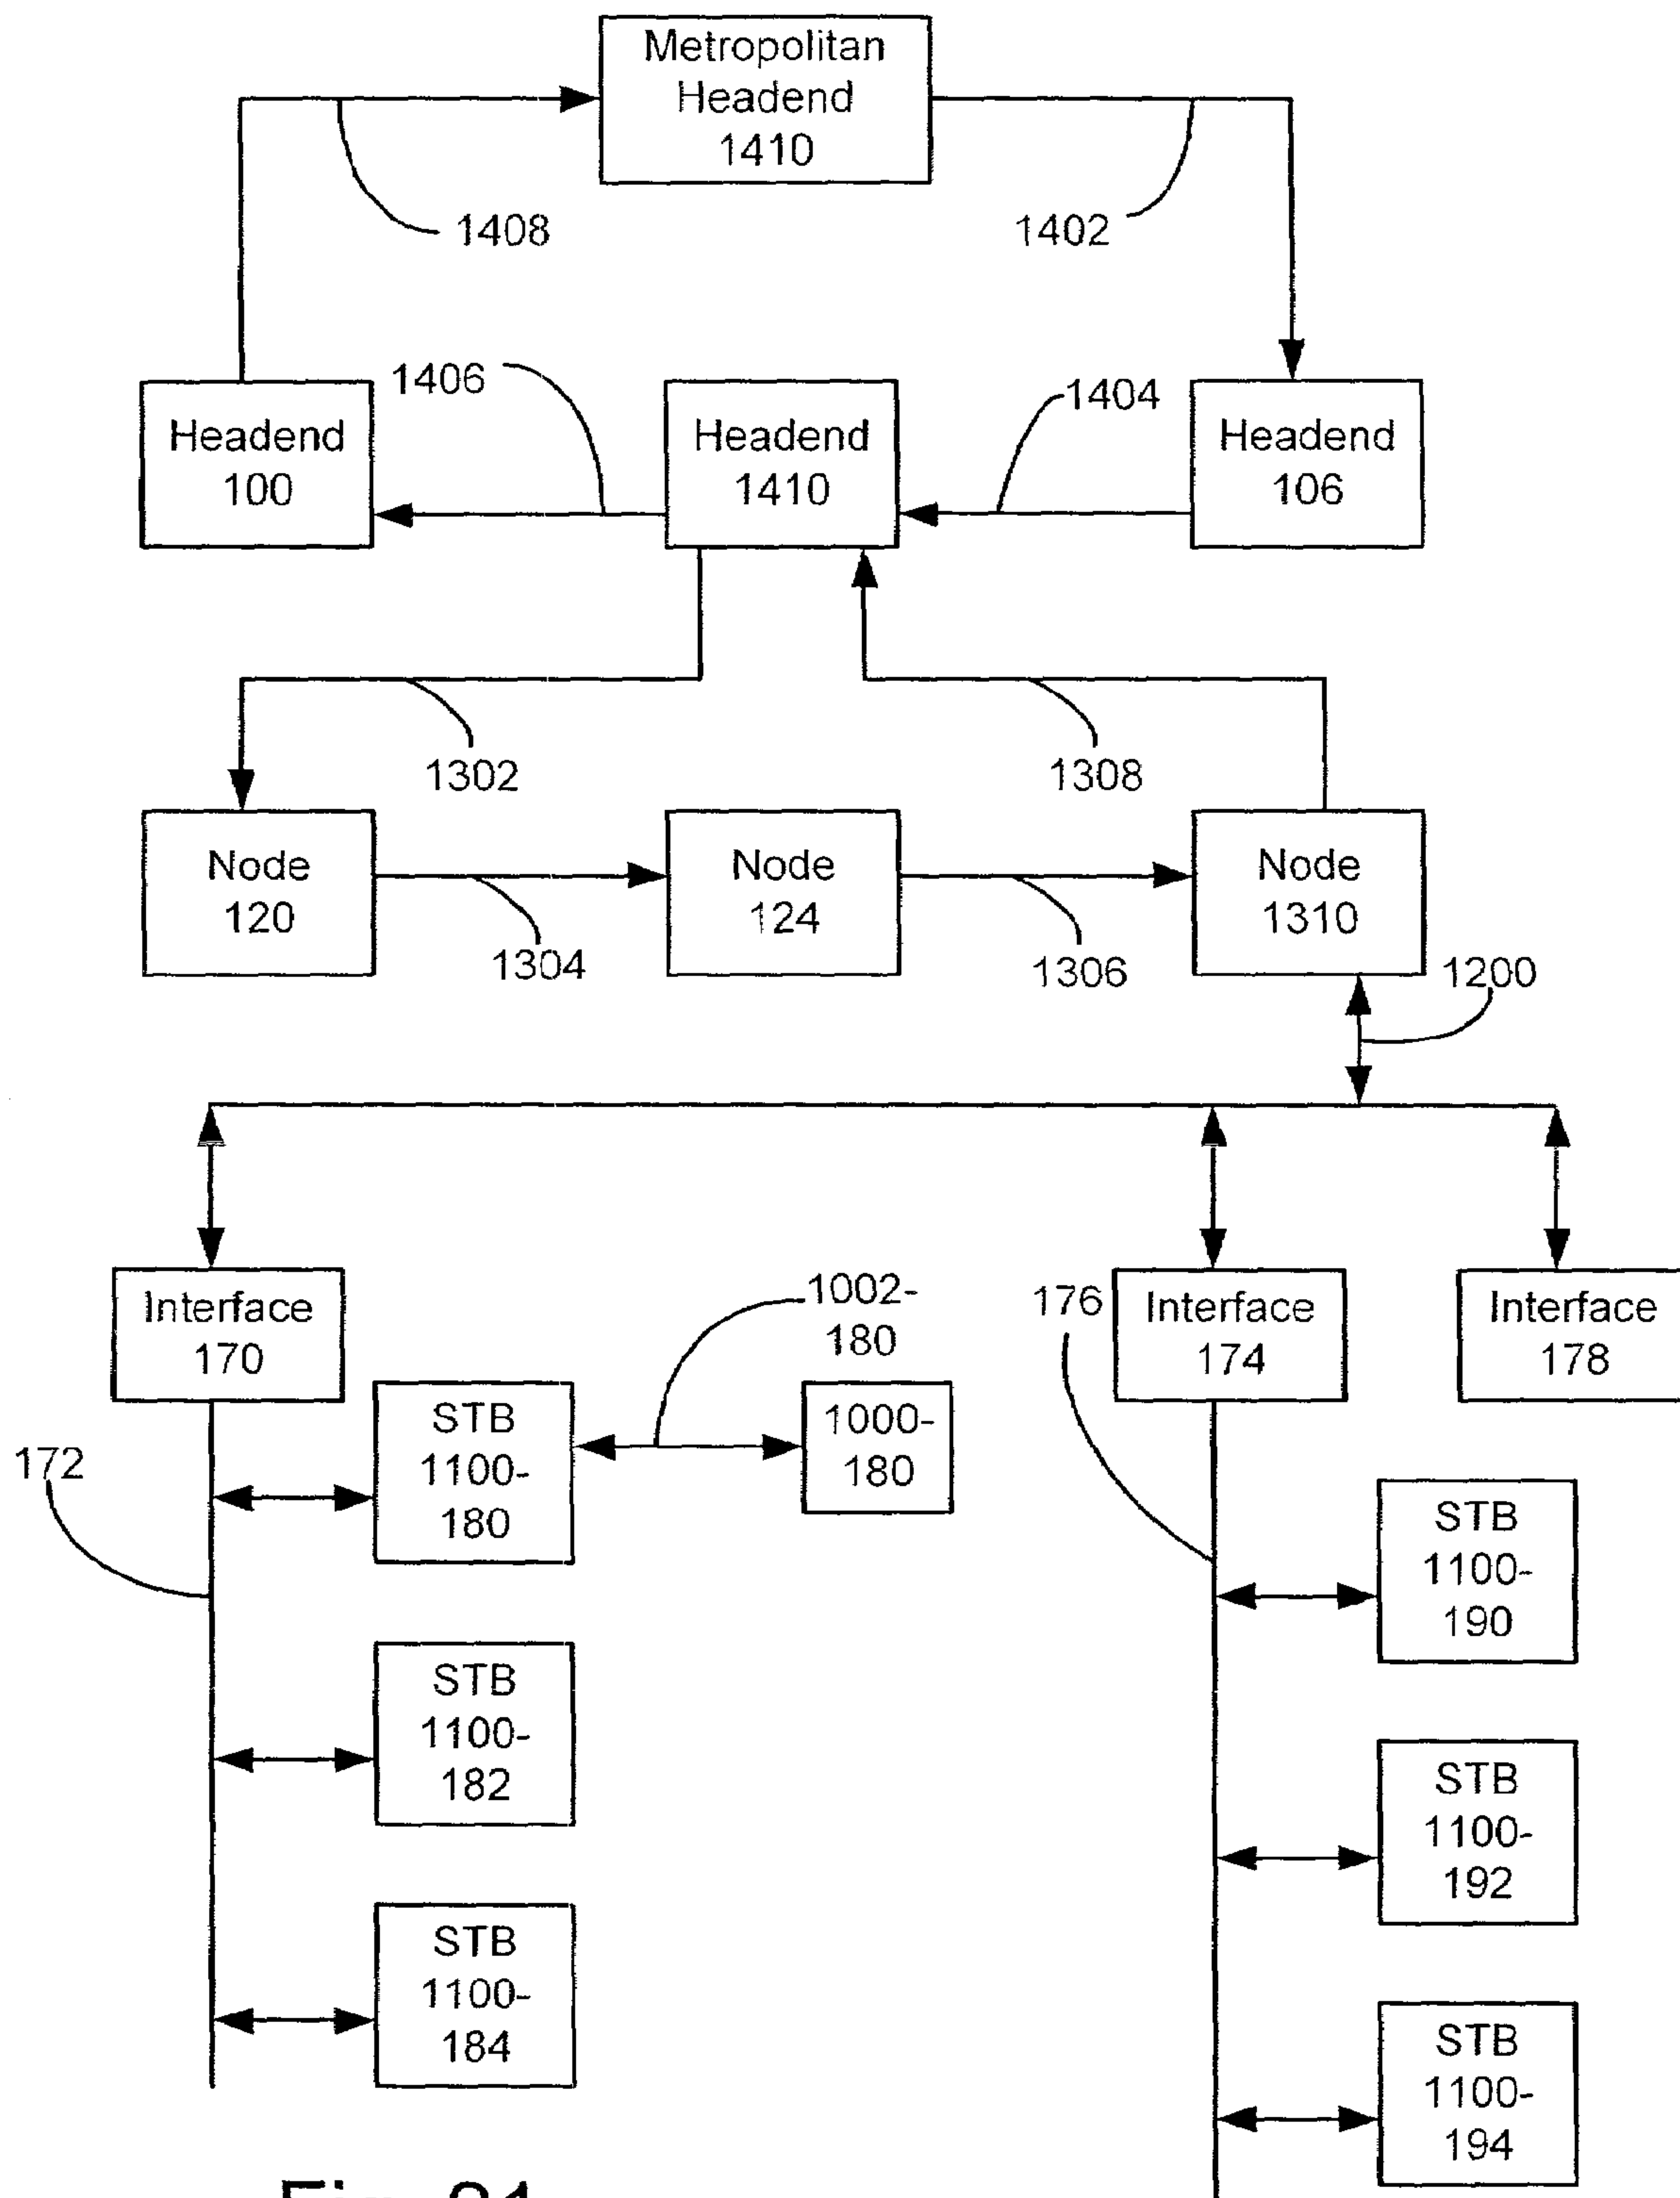 Metropolitan
Headend
1410
1408
1402
1406
1404
Headend
100
Headend
1410
Headend
106
1302
1308
Node
120
Node
124
Node
1310
1304
1306
1200
Interface
170
1002-
180
176
Interface
174
Interface
178
STB
1100-
180
1000-
180
172
STB
1100-
190
STB
1100-
182
STB
1100-
192
STB
1100-
184
STB
1100-
194
Fig. 21